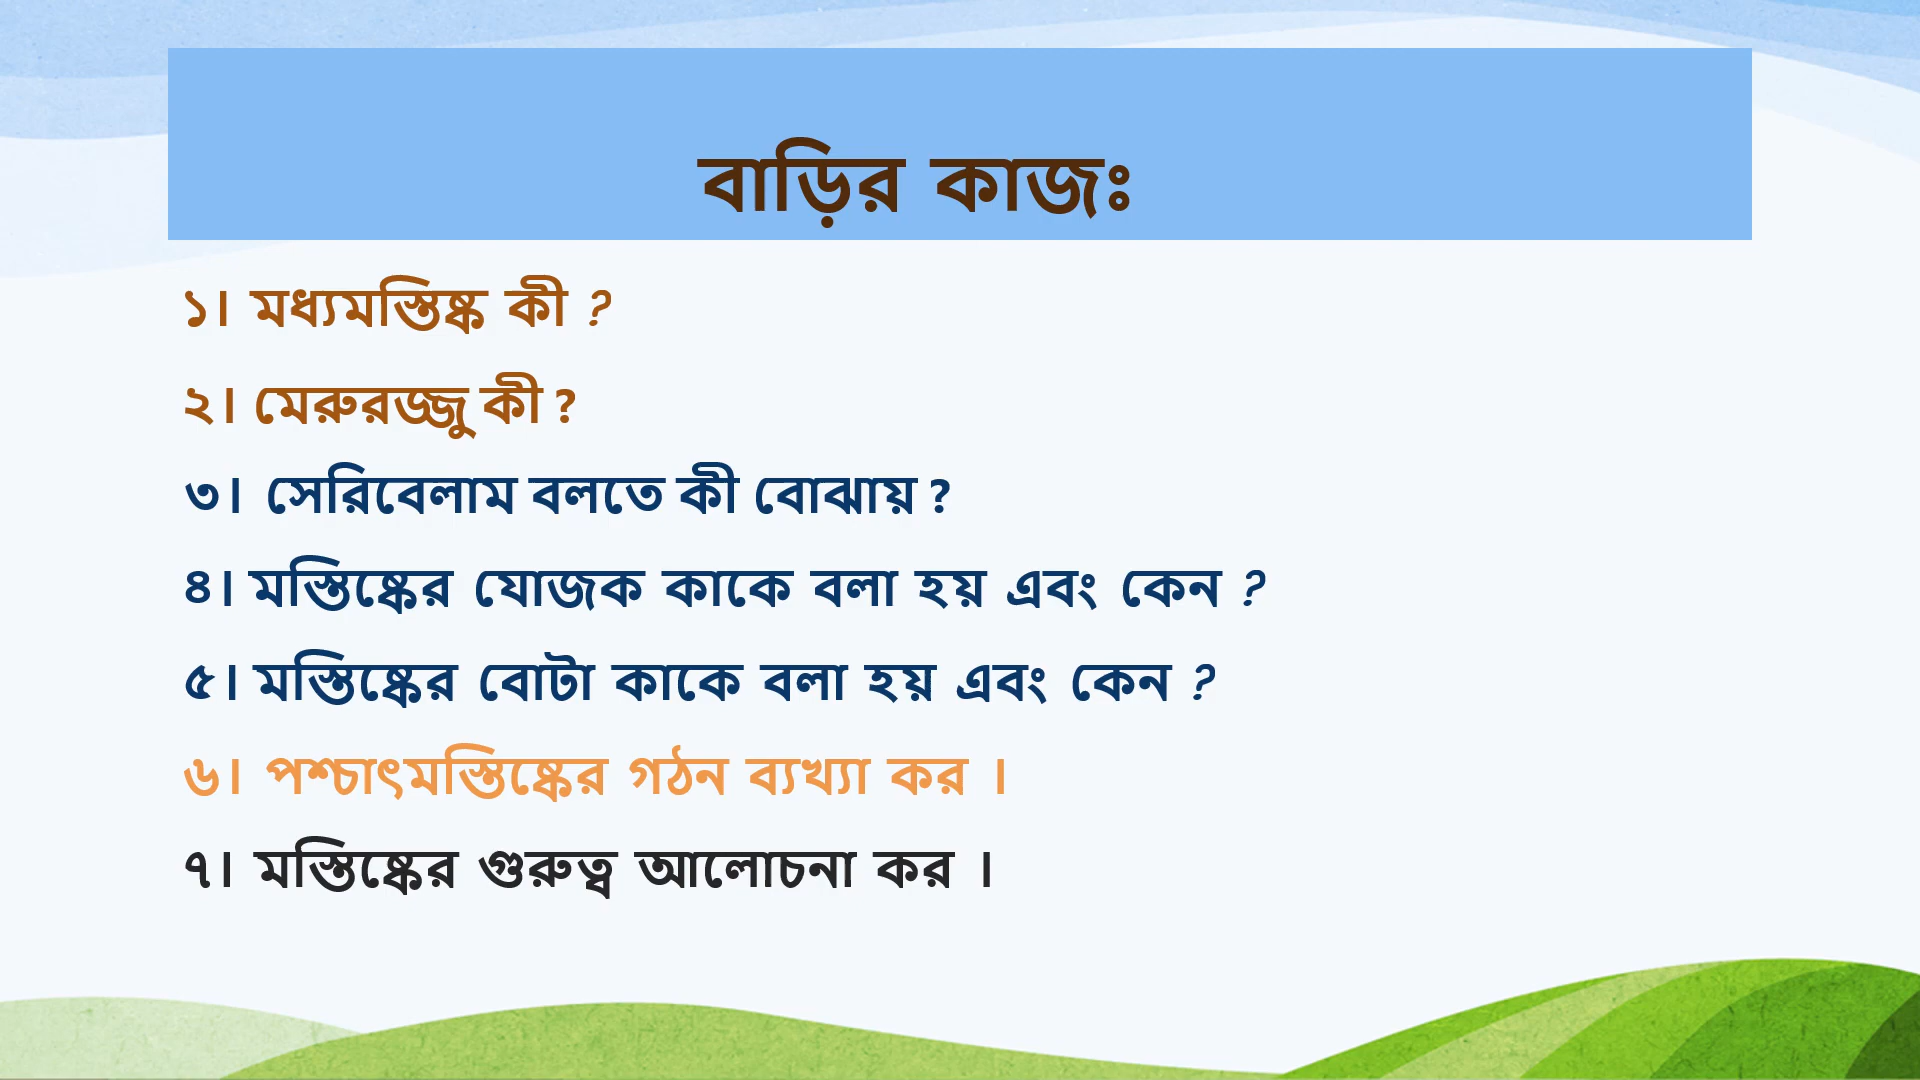 বাড়ির কাজঃ
১। মধ্যমস্তিষ্ক কী ?
২। মেরুরজ্জু কী ?
৩। সেরিবেলাম বলতে কী বোঝায় ?
৪। মস্তিষ্কের যোজক কাকে বলা হয় এবং কেন ?
৫। মস্তিষ্কের বোটা কাকে বলা হয় এবং কেন ?
৬। পশ্চাৎমস্তিষ্কের গঠন ব্যখ্যা কর ।
৭। মস্তিষ্কের গুরুত্ব আলোচনা কর ।